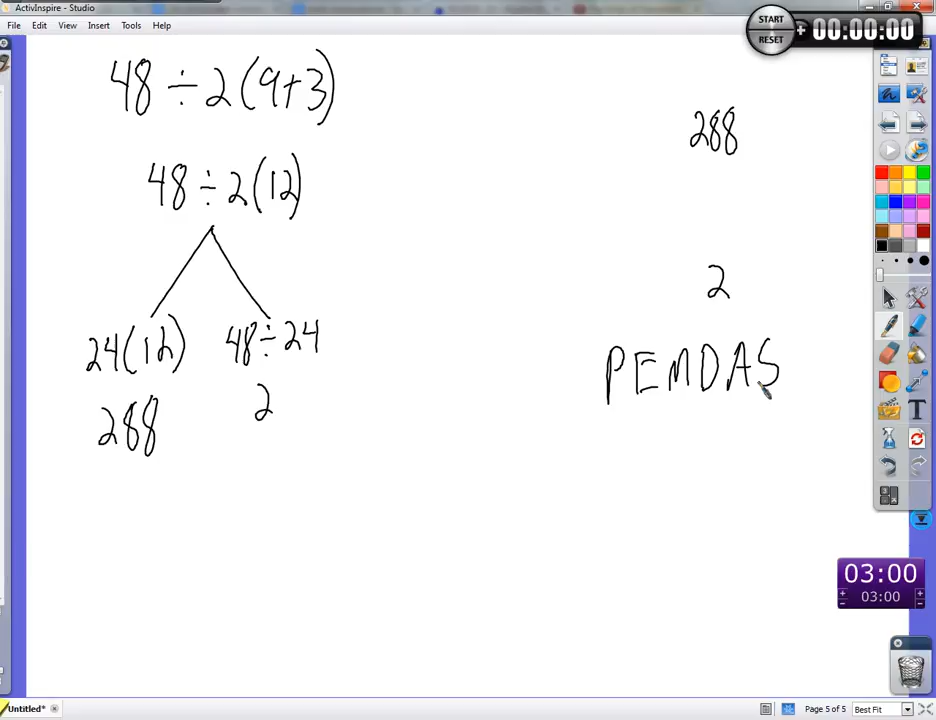 ActivInspire - Studio
File Edit View Insert Tools Help
START
RESET
+ 00:00:00
48 ÷ 2(9+3)
48 ÷ 2(12)
24(12) 48÷24
288 2
288
2
PEMDAS
03:00
03:00
Untitled*
Page 5 of 5
Best Fit